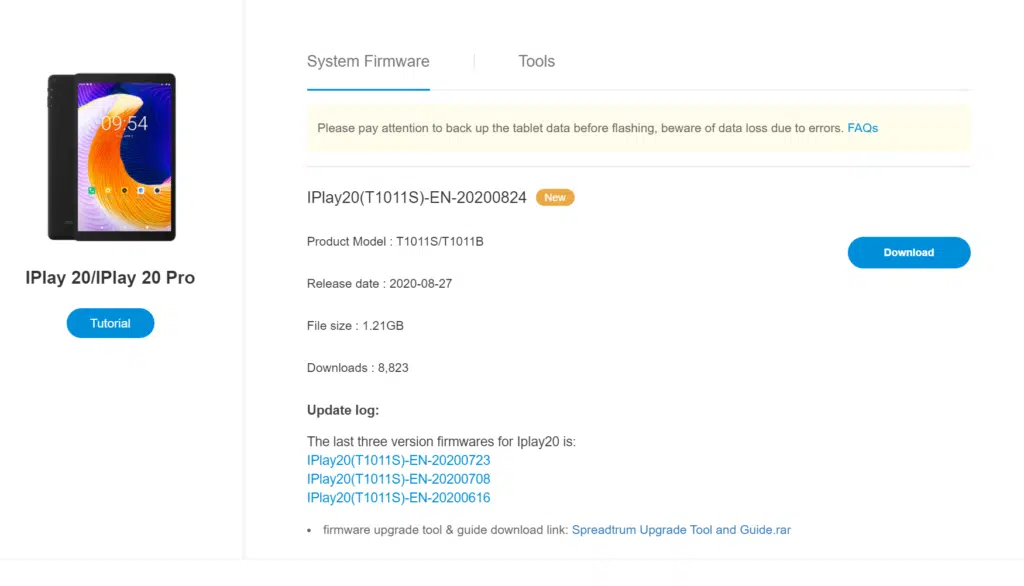 System Firmware
Tools
Please pay attention to back up the tablet data before flashing, beware of data loss due to errors. FAQs
09:54
IPlay20(T1011S)-EN-20200824 New
Product Model : T1011S/T1011B
Download
IPlay 20/IPlay 20 Pro
Release date : 2020-08-27
Tutorial
File size : 1.21GB
Downloads : 8,823
Update log:
The last three version firmwares for Iplay20 is:
IPlay20(T1011S)-EN-20200723
IPlay20(T1011S)-EN-20200708
IPlay20(T1011S)-EN-20200616
• firmware upgrade tool & guide download link: Spreadtrum Upgrade Tool and Guide.rar